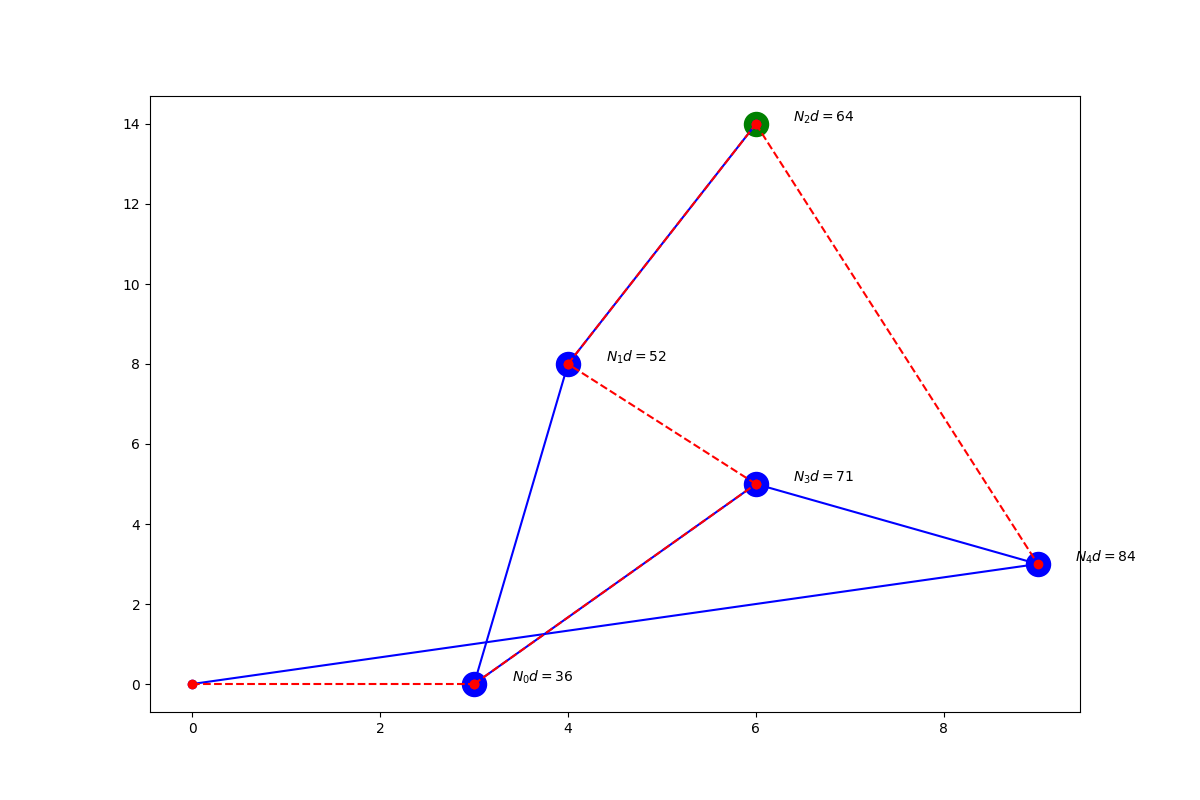 14
12
10
8
6
4
2
0
N₂d = 64
N₁d = 52
N₃d = 71
N₄d = 84
N₀d = 36
0 2 4 6 8